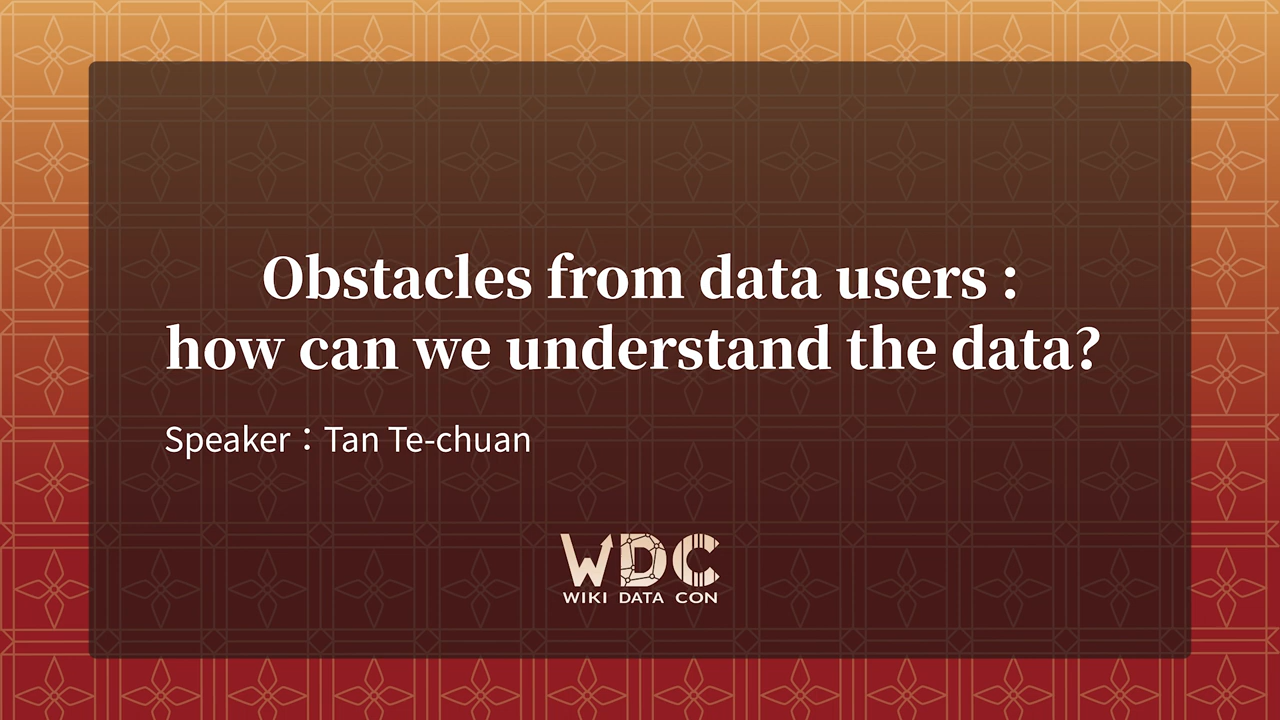 Obstacles from data users :
how can we understand the data?
Speaker：Tan Te-chuan
WDC
WIKI DATA CON